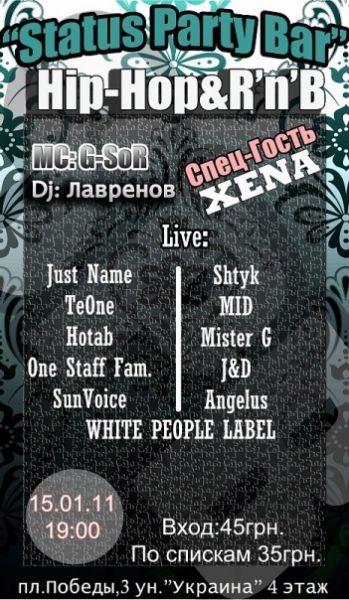 "Status Party Bar"
Hip-Hop&R'n'B
MC: G-SoR
Dj: Лавренов
Спец-Гость
XENA
Live:
Just Name
TeOne
Hotab
One Staff Fam.
SunVoice
Shtyk
MID
Mister G
J&D
Angelus
WHITE PEOPLE LABEL
15.01.11
19:00
Вход:45грн.
По спискам 35грн.
пл.Победы,3 ун."Украина" 4 этаж